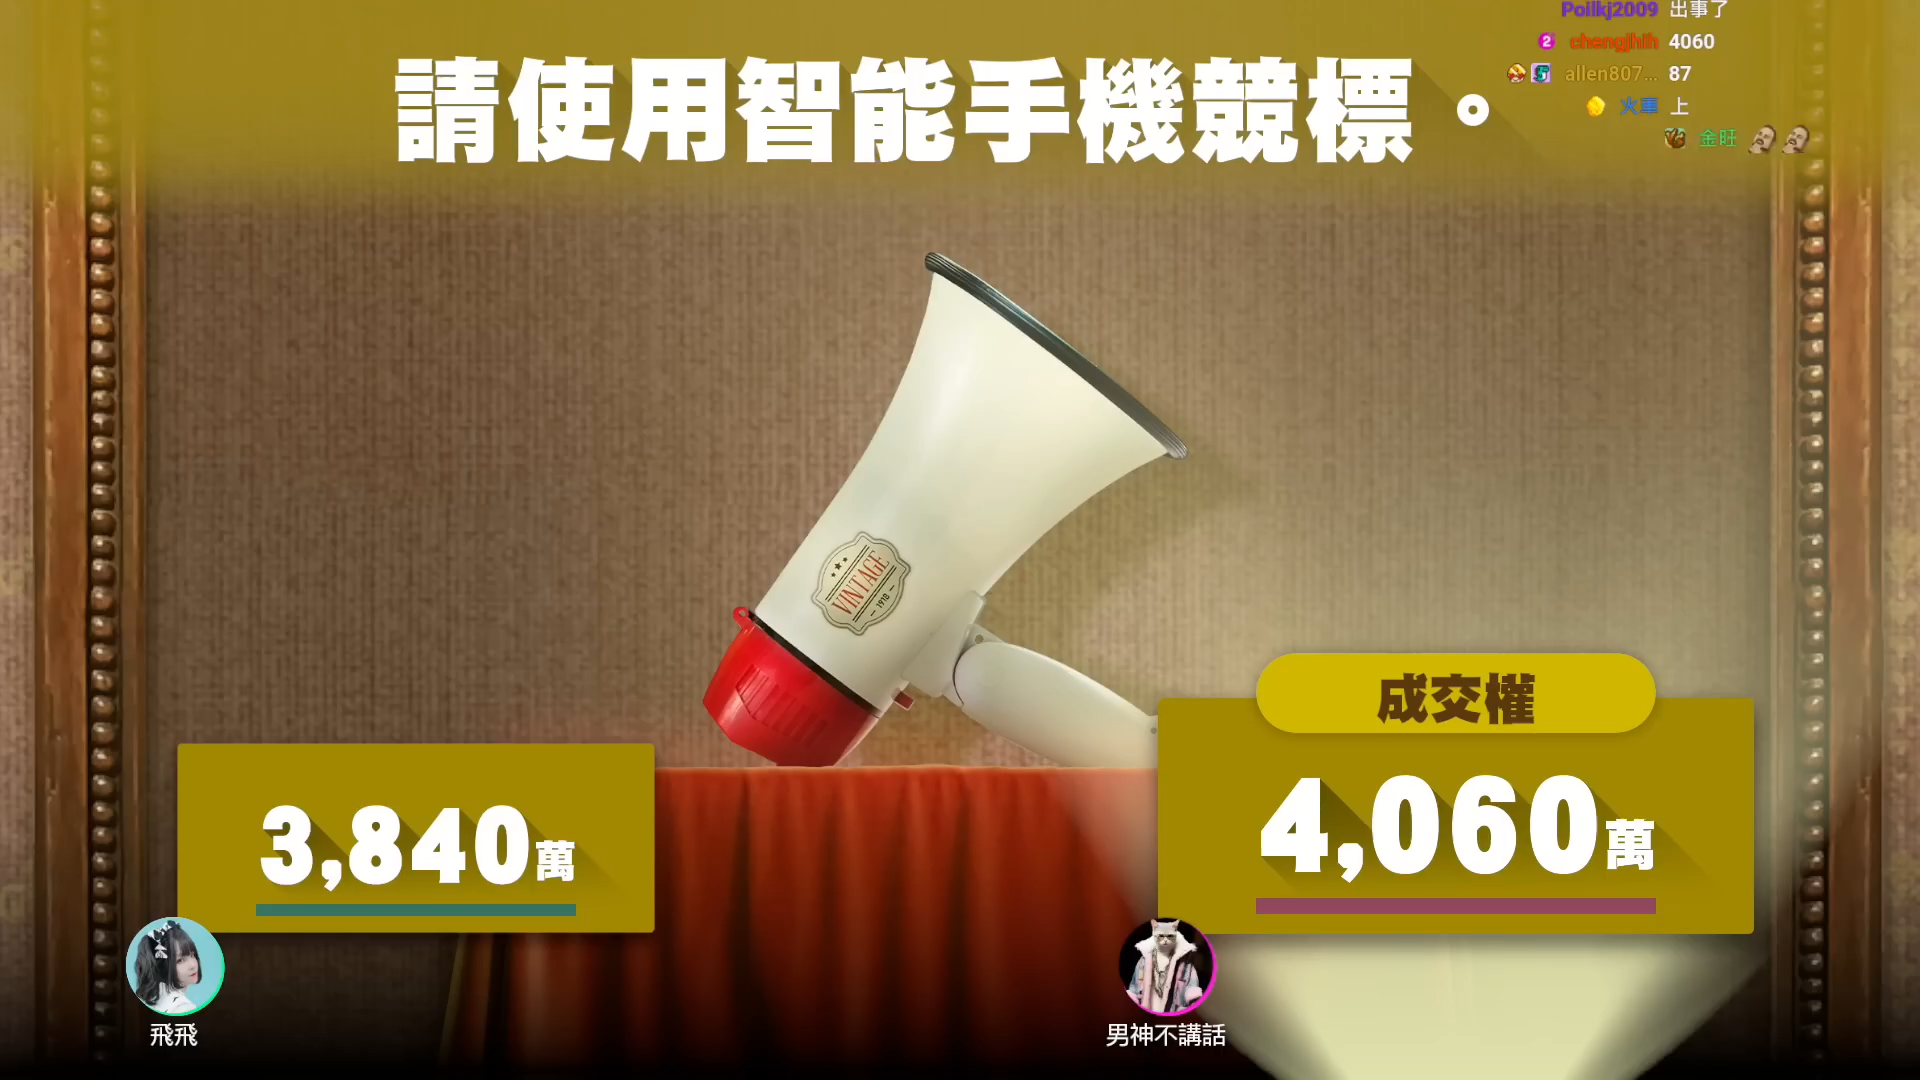 Poilkj2009 出事了
chengjhih 4060
allen807... 87
火車 上
金旺
請使用智能手機競標。
VINTAGE
1918
成交權
3,840萬
4,060萬
飛飛
男神不講話